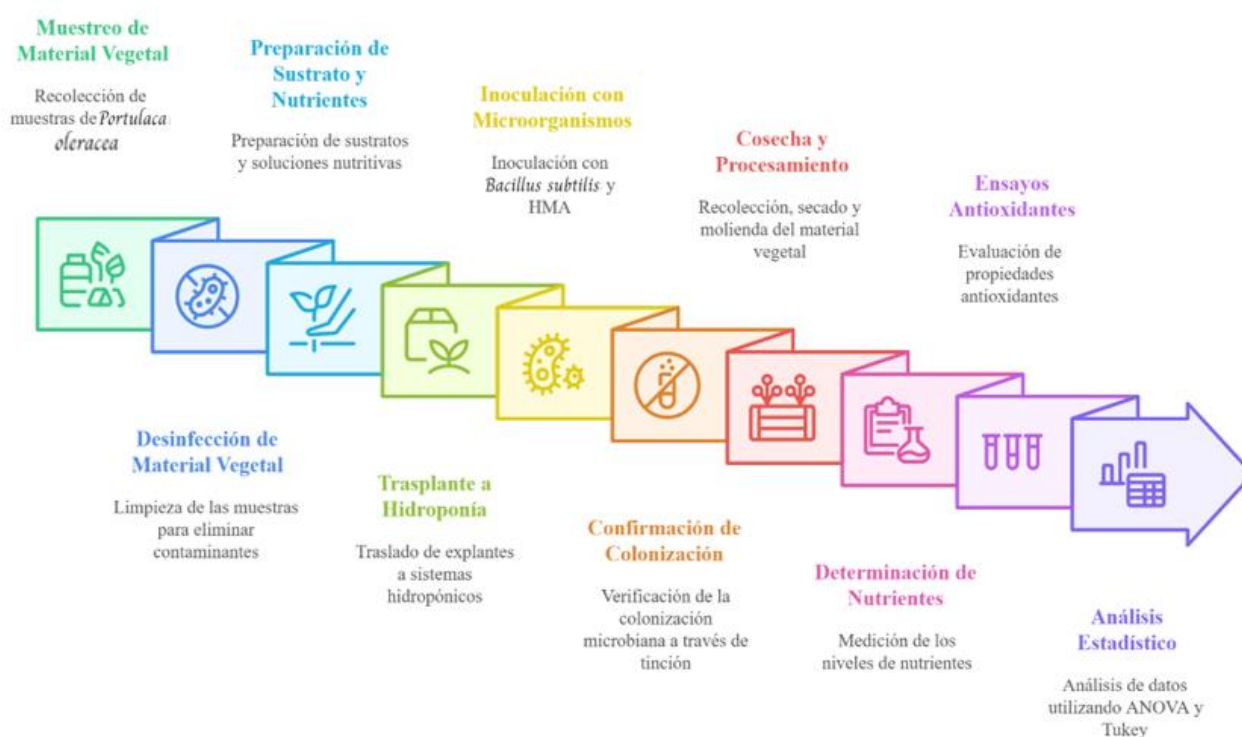 Muestreo de
Material Vegetal
Recolección de
muestras de Portulaca
oleracea
Desinfección de
Material Vegetal
Limpieza de las muestras
para eliminar
contaminantes
Preparación de
Sustrato y
Nutrientes
Preparación de sustratos
y soluciones nutritivas
Trasplante a
Hidroponía
Traslado de explantes
a sistemas
hidropónicos
Inoculación con
Microorganismos
Inoculación con
Bacillus subtilis y
HMA
Confirmación de
Colonización
Verificación de la
colonización
microbiana a través de
tinción
Cosecha y
Procesamiento
Recolección, secado y
molienda del material
vegetal
Determinación de
Nutrientes
Medición de los
niveles de nutrientes
Ensayos
Antioxidantes
Evaluación de
propiedades
antioxidantes
Análisis
Estadístico
Análisis de datos
utilizando ANOVA y
Tukey